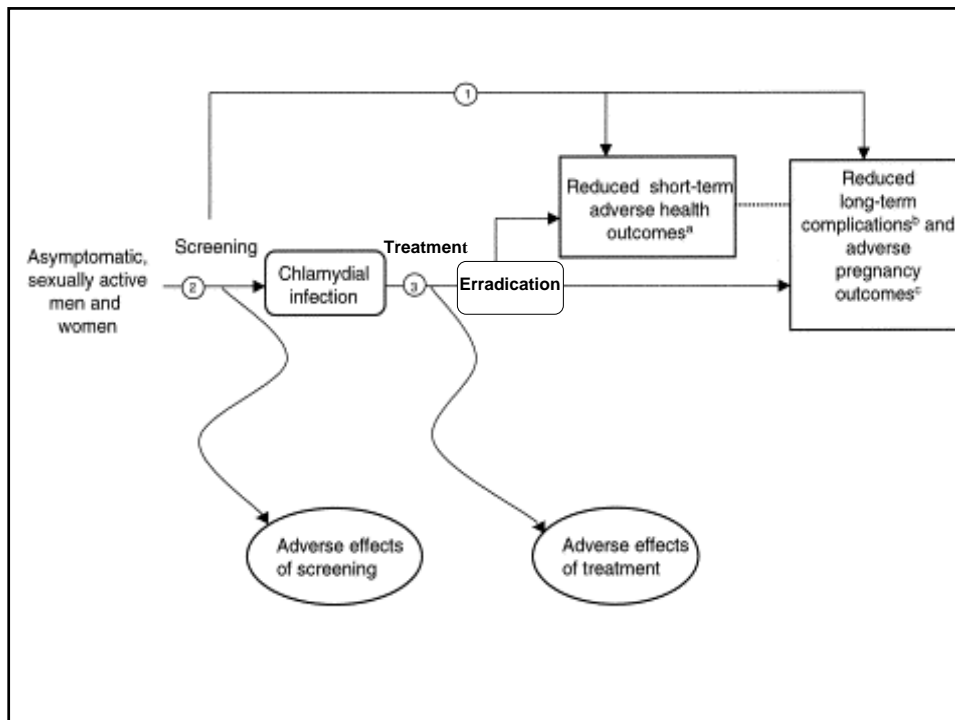 1
Reduced short-term
adverse health
outcomesᵃ
Reduced
long-term
complicationsᵇ and
adverse
pregnancy
outcomesᶜ
Screening
Treatment
Asymptomatic,
sexually active
men and
women
2
Chlamydial
infection
3
Erradication
Adverse effects
of screening
Adverse effects
of treatment